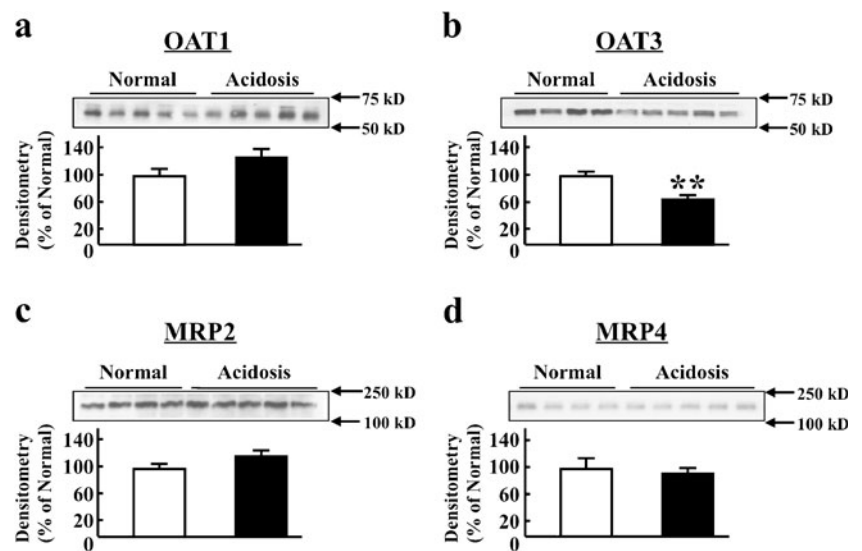 a
OAT1
Normal Acidosis
75 kD
50 kD
Densitometry
(% of Normal)
140
100
60
20
0
b
OAT3
Normal Acidosis
75 kD
50 kD
Densitometry
(% of Normal)
140
100
60
20
0
**
c
MRP2
Normal Acidosis
250 kD
100 kD
Densitometry
(% of Normal)
140
100
60
20
0
d
MRP4
Normal Acidosis
250 kD
100 kD
Densitometry
(% of Normal)
140
100
60
20
0